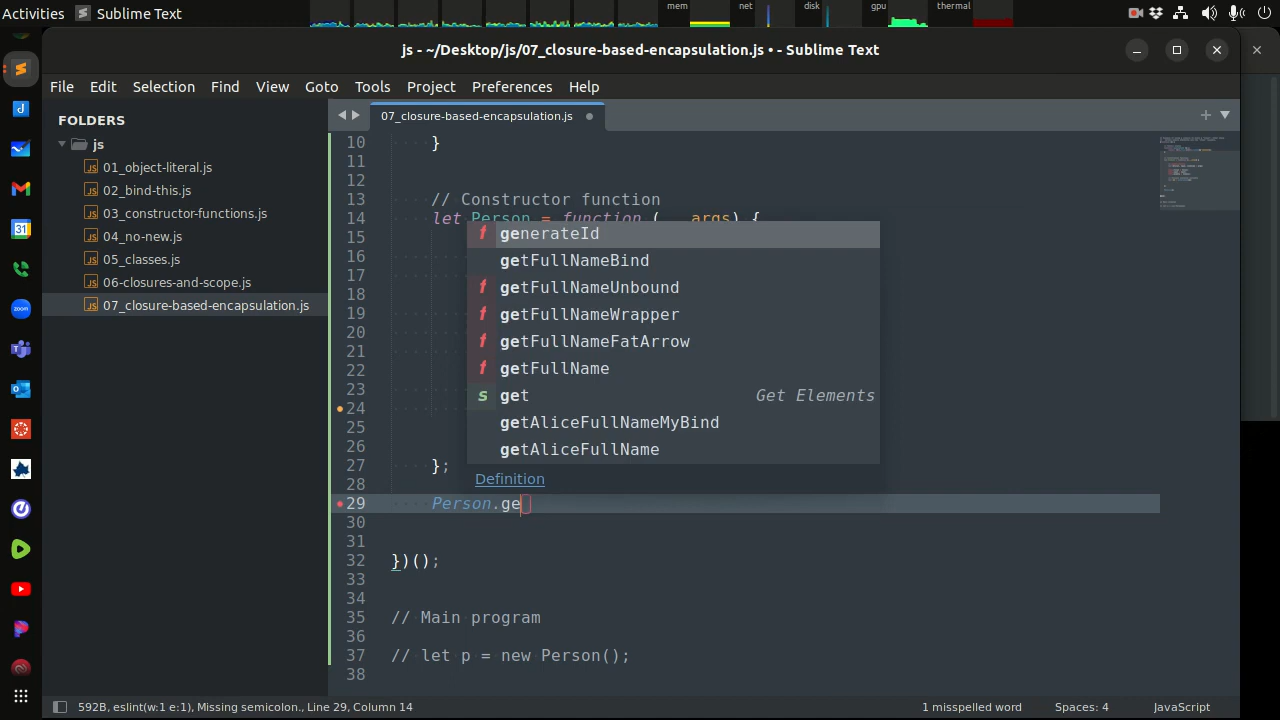 Activities
Sublime Text
mem
net
disk
gpu
thermal
js - ~/Desktop/js/07_closure-based-encapsulation.js • - Sublime Text
File Edit Selection Find View Goto Tools Project Preferences Help
FOLDERS
js
01_object-literal.js
02_bind-this.js
03_constructor-functions.js
04_no-new.js
05_classes.js
06-closures-and-scope.js
07_closure-based-encapsulation.js
07_closure-based-encapsulation.js
10 }
11
12
13 // Constructor function
14 let Person = function (...args) {
15
16
17
18
19
20
21
22
23
24
25
26
27 };
28
29 Person.ge
30
31
32 })();
33
34
35 // Main program
36
37 // let p = new Person();
38
f generateId
getFullNameBind
f getFullNameUnbound
f getFullNameWrapper
f getFullNameFatArrow
f getFullName
s get Get Elements
getAliceFullNameMyBind
getAliceFullName
Definition
592B, eslint(w:1 e:1), Missing semicolon., Line 29, Column 14
1 misspelled word
Spaces: 4
JavaScript